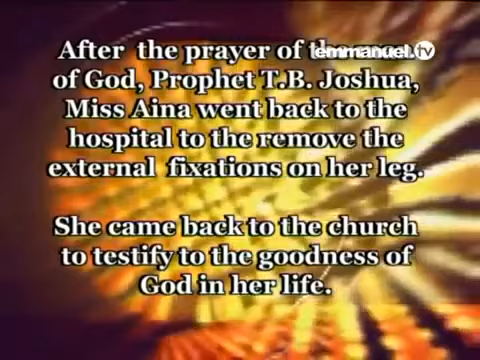 emmanuel.tv
After the prayer of the
of God, Prophet T.B. Joshua,
Miss Aina went back to the
hospital to the remove the
external fixations on her leg.
She came back to the church
to testify to the goodness of
God in her life.